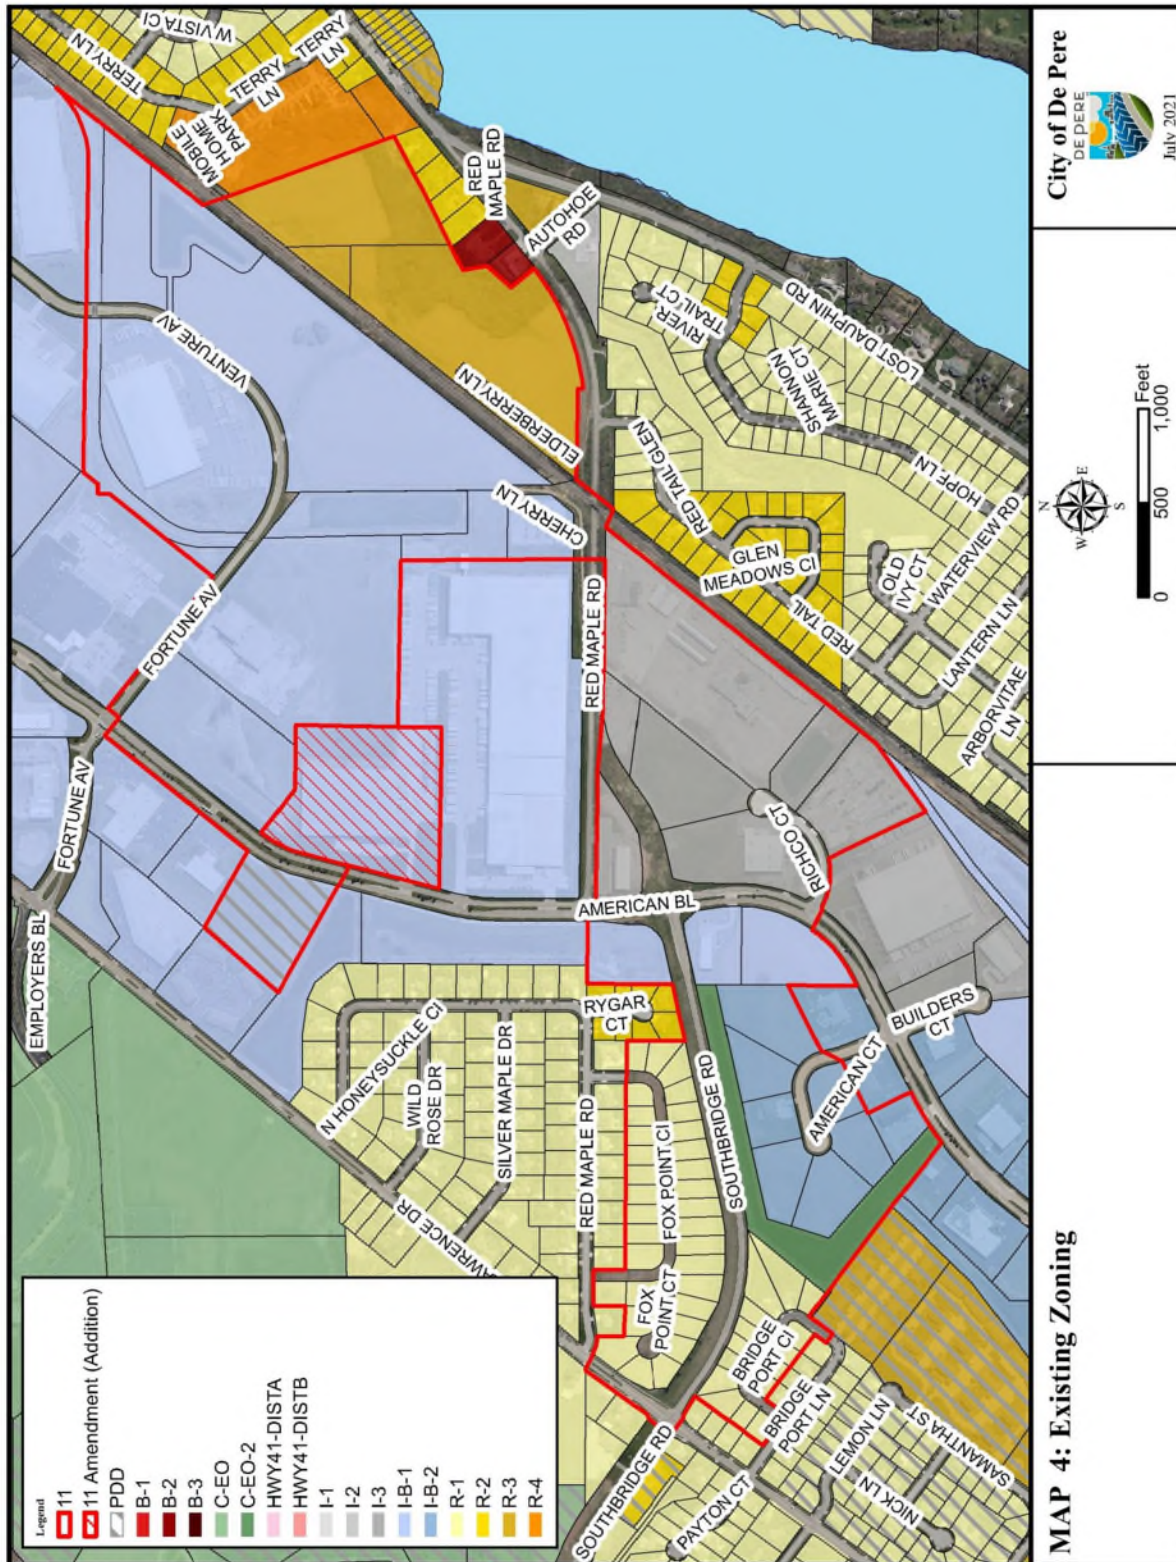 W VISTA CI
TERRY LN
TERRY
LN
TERRY
LN
MOBILE
HOME
PARK
RED
MAPLE RD
AUTOHOE
RD
VENTURE AV
ELDERBERRY LN
CHERRY LN
FORTUNE AV
FORTUNE AV
EMPLOYERS BL
RED MAPLE RD
AMERICAN BL
RIVER
TRAIL CT
SHANNON
MARIE CT
LOST DAUPHIN RD
HOPF LN
RED TAIL GLEN
GLEN
MEADOWS CI
RED TAIL
OLD
IVY CT
WATERVIEW RD
LANTERN LN
ARBORVITAE
LN
RICHCO CT
BUILDERS
CT
AMERICAN CT
RYGAR
CT
N HONEYSUCKLE CI
WILD
ROSE DR
SILVER MAPLE DR
RED MAPLE RD
LAWRENCE DR
FOX POINT CI
FOX
POINT CT
SOUTHBRIDGE RD
SOUTHBRIDGE RD
BRIDGE
PORT CI
BRIDGE
PORT LN
LEMON LN
NICK LN
PAYTON CT
SAMANTHA ST
Legend
11
11 Amendment (Addition)
PDD
B-1
B-2
B-3
C-EO
C-EO-2
HWY41-DISTA
HWY41-DISTB
I-1
I-2
I-3
I-B-1
I-B-2
R-1
R-2
R-3
R-4
MAP 4: Existing Zoning
N
W E
S
0 500 1,000
Feet
City of De Pere
DE PERE
July 2021